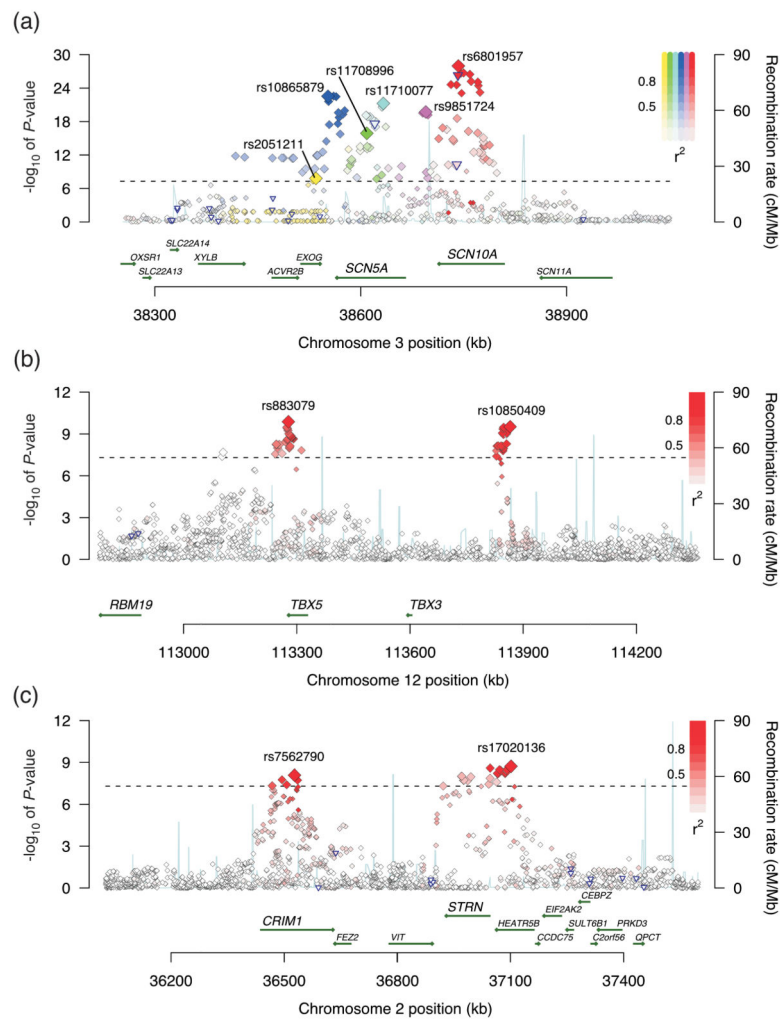 (a)
30
24
18
12
6
0
-log10 of P-value
90
60
30
0
Recombination rate (cM/Mb)
rs6801957
rs11708996
rs10865879
rs11710077
rs9851724
rs2051211
0.8
0.5
r2
SLC22A14
OXSR1
XYLB
EXOG
SCN5A
SCN10A
SLC22A13
ACVR2B
SCN11A
38300
38600
38900
Chromosome 3 position (kb)
(b)
12
9
6
3
0
-log10 of P-value
90
60
30
0
Recombination rate (cM/Mb)
rs883079
rs10850409
0.8
0.5
r2
RBM19
TBX5
TBX3
113000
113300
113600
113900
114200
Chromosome 12 position (kb)
(c)
12
9
6
3
0
-log10 of P-value
90
60
30
0
Recombination rate (cM/Mb)
rs7562790
rs17020136
0.8
0.5
r2
CEBPZ
STRN
EIF2AK2
CRIM1
HEATR5B
SULT6B1
PRKD3
FEZ2
VIT
CCDC75
C2orf56
QPCT
36200
36500
36800
37100
37400
Chromosome 2 position (kb)